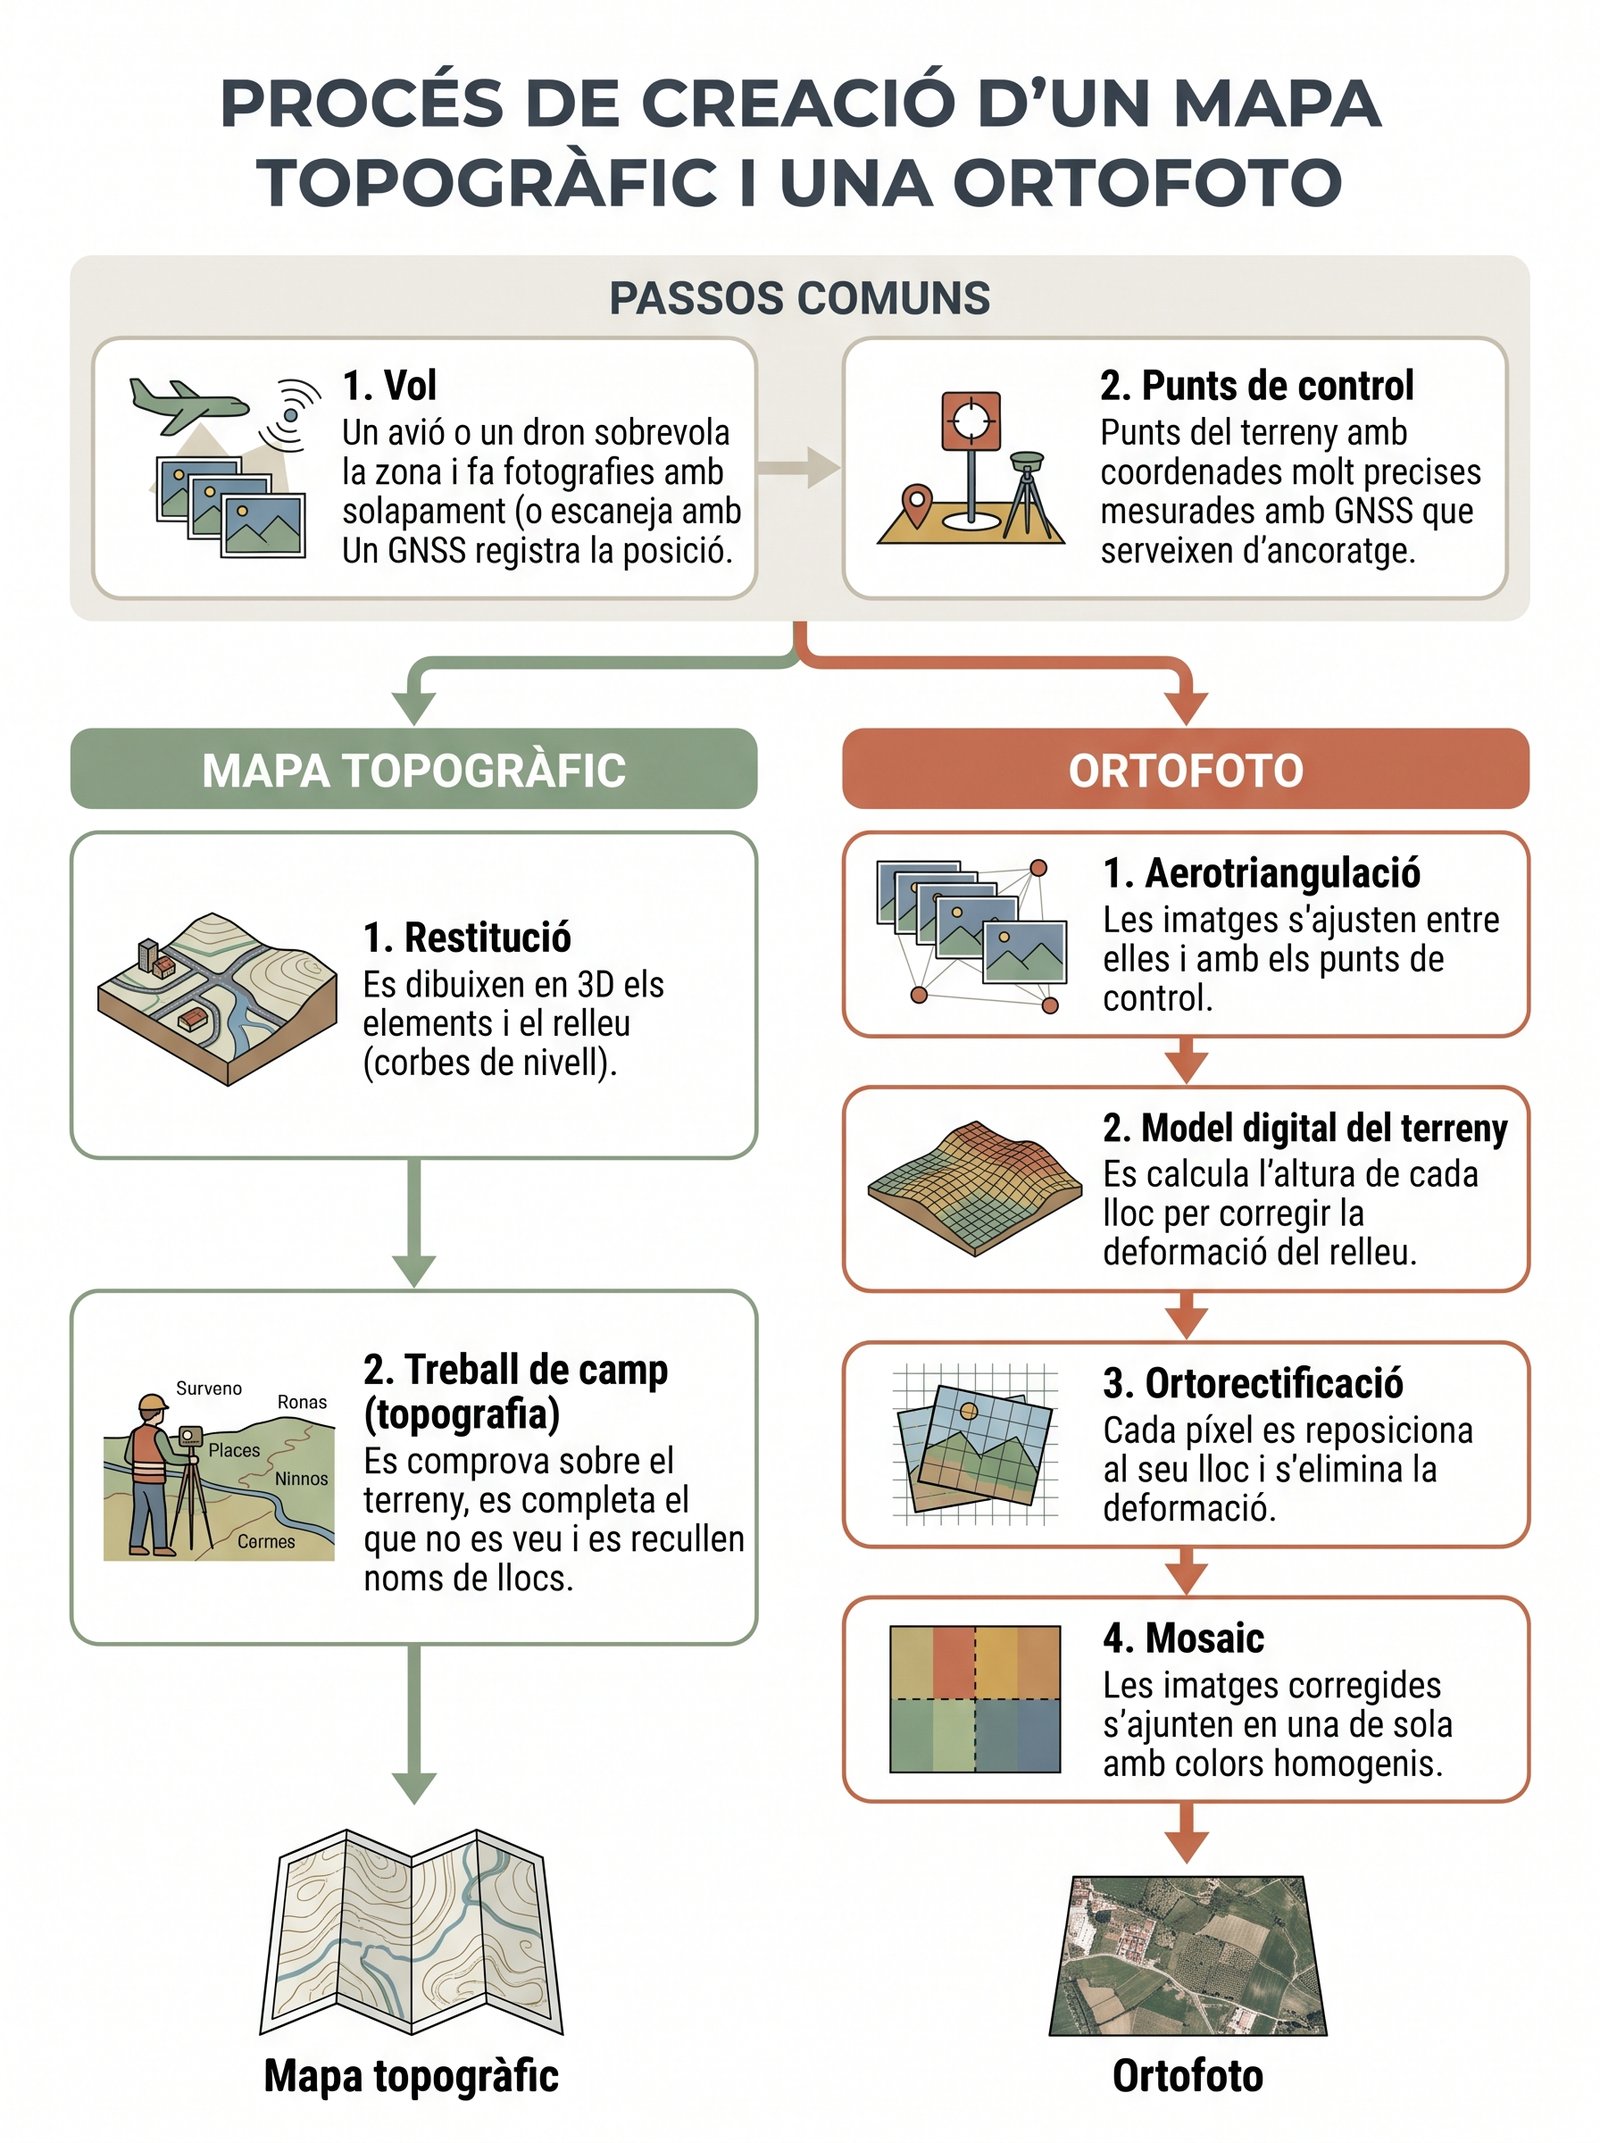 PROCÉS DE CREACIÓ D’UN MAPA
TOPOGRÀFIC I UNA ORTOFOTO
PASSOS COMUNS
1. Vol
Un avió o un dron sobrevola
la zona i fa fotografies amb
solapament (o escaneja amb
Un GNSS registra la posició.
2. Punts de control
Punts del terreny amb
coordenades molt precises
mesurades amb GNSS que
serveixen d’ancoratge.
MAPA TOPOGRÀFIC
1. Restitució
Es dibuixen en 3D els
elements i el relleu
(corbes de nivell).
2. Treball de camp
(topografia)
Es comprova sobre el
terreny, es completa el
que no es veu i es recullen
noms de llocs.
Surveno
Ronas
Places
Ninnos
Cermes
Mapa topogràfic
ORTOFOTO
1. Aerotriangulació
Les imatges s’ajusten entre
elles i amb els punts de
control.
2. Model digital del terreny
Es calcula l’altura de cada
lloc per corregir la
deformació del relleu.
3. Ortorectificació
Cada píxel es reposiciona
al seu lloc i s’elimina la
deformació.
4. Mosaic
Les imatges corregides
s’ajunten en una de sola
amb colors homogenis.
Ortofoto